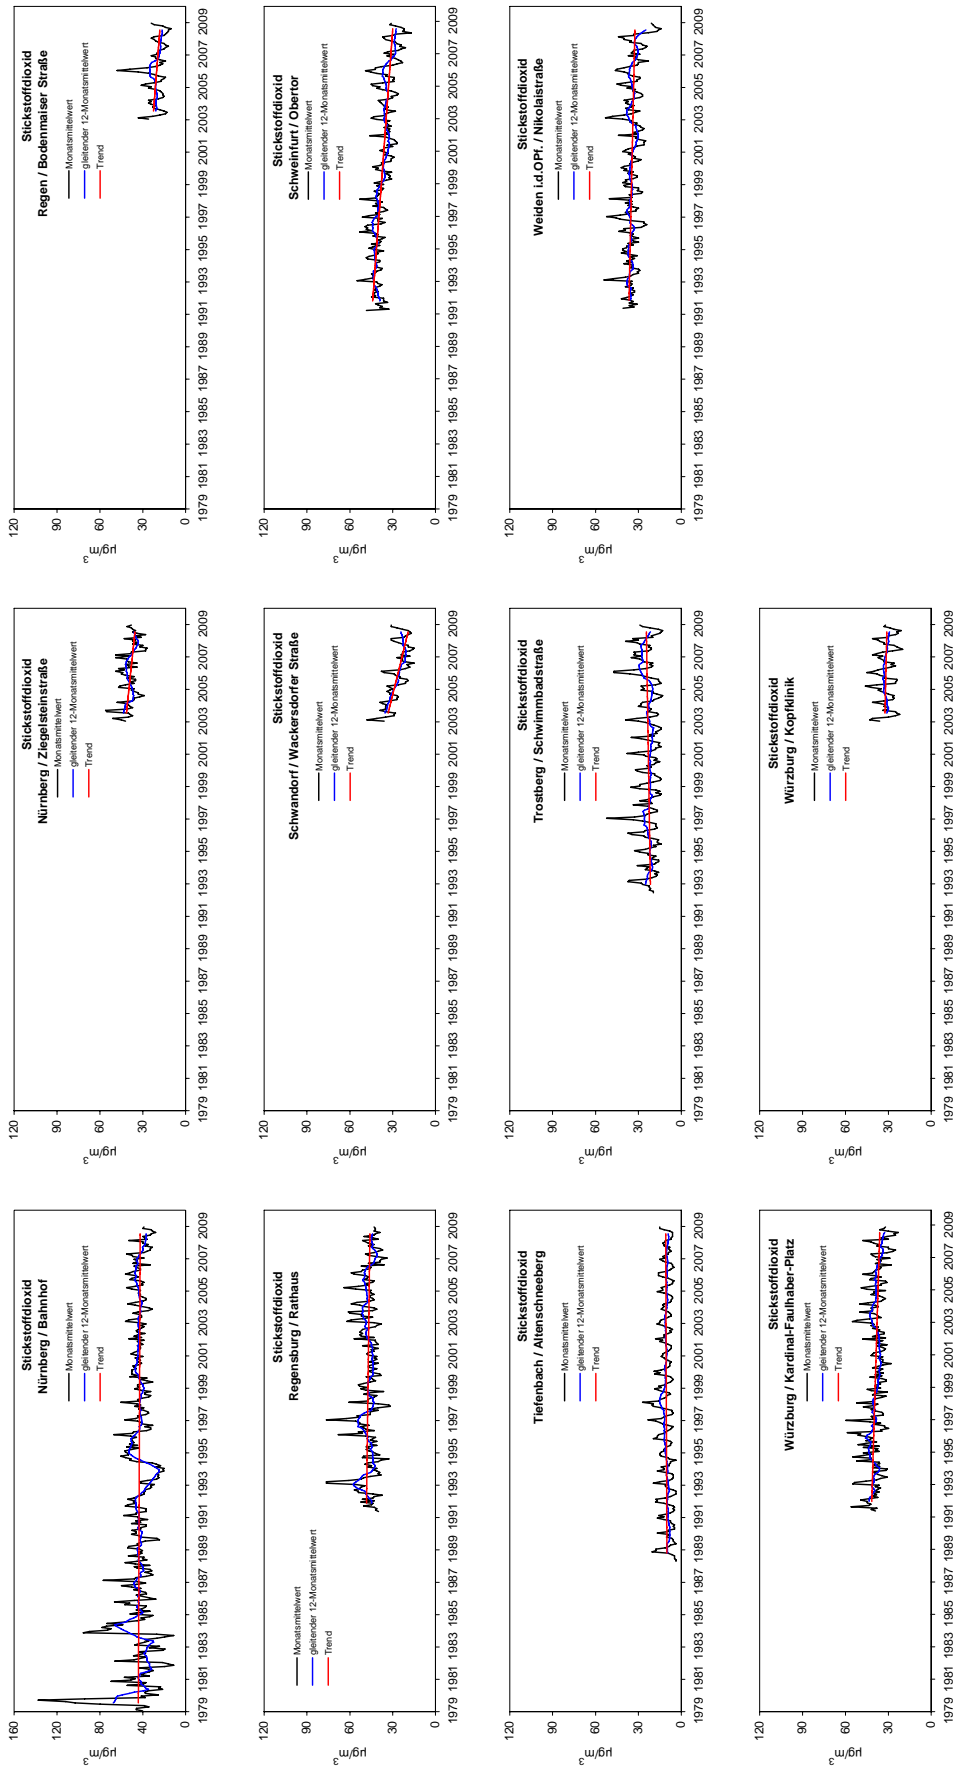 Stickstoffdioxid
Nürnberg / Bahnhof
Monatsmittelwert
gleitender 12-Monatsmittelwert
Trend
160
120
80
40
0
µg/m³
1979 1981 1983 1985 1987 1989 1991 1993 1995 1997 1999 2001 2003 2005 2007 2009
Stickstoffdioxid
Nürnberg / Ziegelsteinstraße
Monatsmittelwert
gleitender 12-Monatsmittelwert
Trend
120
90
60
30
0
µg/m³
1979 1981 1983 1985 1987 1989 1991 1993 1995 1997 1999 2001 2003 2005 2007 2009
Stickstoffdioxid
Regen / Bodenmaiser Straße
Monatsmittelwert
gleitender 12-Monatsmittelwert
Trend
120
90
60
30
0
µg/m³
1979 1981 1983 1985 1987 1989 1991 1993 1995 1997 1999 2001 2003 2005 2007 2009
Stickstoffdioxid
Regensburg / Rathaus
Monatsmittelwert
gleitender 12-Monatsmittelwert
Trend
120
90
60
30
0
µg/m³
1979 1981 1983 1985 1987 1989 1991 1993 1995 1997 1999 2001 2003 2005 2007 2009
Stickstoffdioxid
Schwandorf / Wackersdorfer Straße
Monatsmittelwert
gleitender 12-Monatsmittelwert
Trend
120
90
60
30
0
µg/m³
1979 1981 1983 1985 1987 1989 1991 1993 1995 1997 1999 2001 2003 2005 2007 2009
Stickstoffdioxid
Schweinfurt / Obertor
Monatsmittelwert
gleitender 12-Monatsmittelwert
Trend
120
90
60
30
0
µg/m³
1979 1981 1983 1985 1987 1989 1991 1993 1995 1997 1999 2001 2003 2005 2007 2009
Stickstoffdioxid
Tiefenbach / Altenschneeberg
Monatsmittelwert
gleitender 12-Monatsmittelwert
Trend
120
90
60
30
0
µg/m³
1979 1981 1983 1985 1987 1989 1991 1993 1995 1997 1999 2001 2003 2005 2007 2009
Stickstoffdioxid
Trostberg / Schwimmbadstraße
Monatsmittelwert
gleitender 12-Monatsmittelwert
Trend
120
90
60
30
0
µg/m³
1979 1981 1983 1985 1987 1989 1991 1993 1995 1997 1999 2001 2003 2005 2007 2009
Stickstoffdioxid
Weiden i.d.OPf. / Nikolaistraße
Monatsmittelwert
gleitender 12-Monatsmittelwert
Trend
120
90
60
30
0
µg/m³
1979 1981 1983 1985 1987 1989 1991 1993 1995 1997 1999 2001 2003 2005 2007 2009
Stickstoffdioxid
Würzburg / Kardinal-Faulhaber-Platz
Monatsmittelwert
gleitender 12-Monatsmittelwert
Trend
120
90
60
30
0
µg/m³
1979 1981 1983 1985 1987 1989 1991 1993 1995 1997 1999 2001 2003 2005 2007 2009
Stickstoffdioxid
Würzburg / Kopfklinik
Monatsmittelwert
gleitender 12-Monatsmittelwert
Trend
120
90
60
30
0
µg/m³
1979 1981 1983 1985 1987 1989 1991 1993 1995 1997 1999 2001 2003 2005 2007 2009